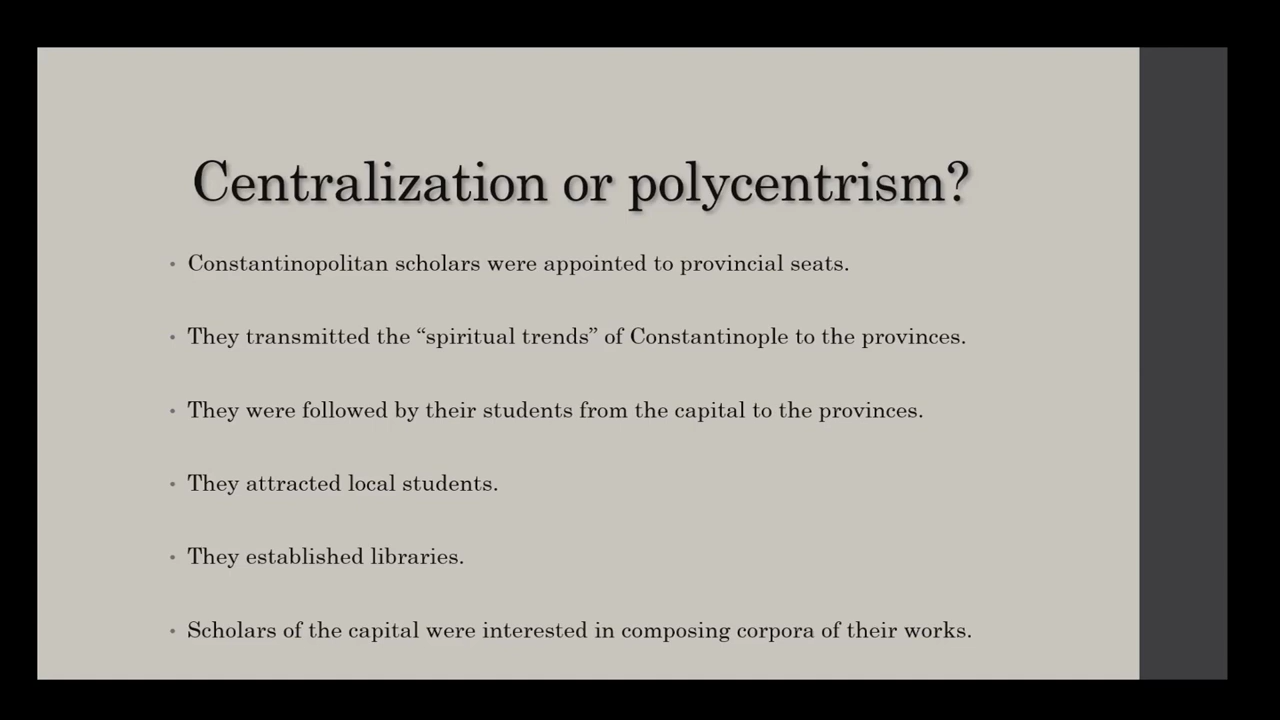 Centralization or polycentrism?
• Constantinopolitan scholars were appointed to provincial seats.
• They transmitted the “spiritual trends” of Constantinople to the provinces.
• They were followed by their students from the capital to the provinces.
• They attracted local students.
• They established libraries.
• Scholars of the capital were interested in composing corpora of their works.